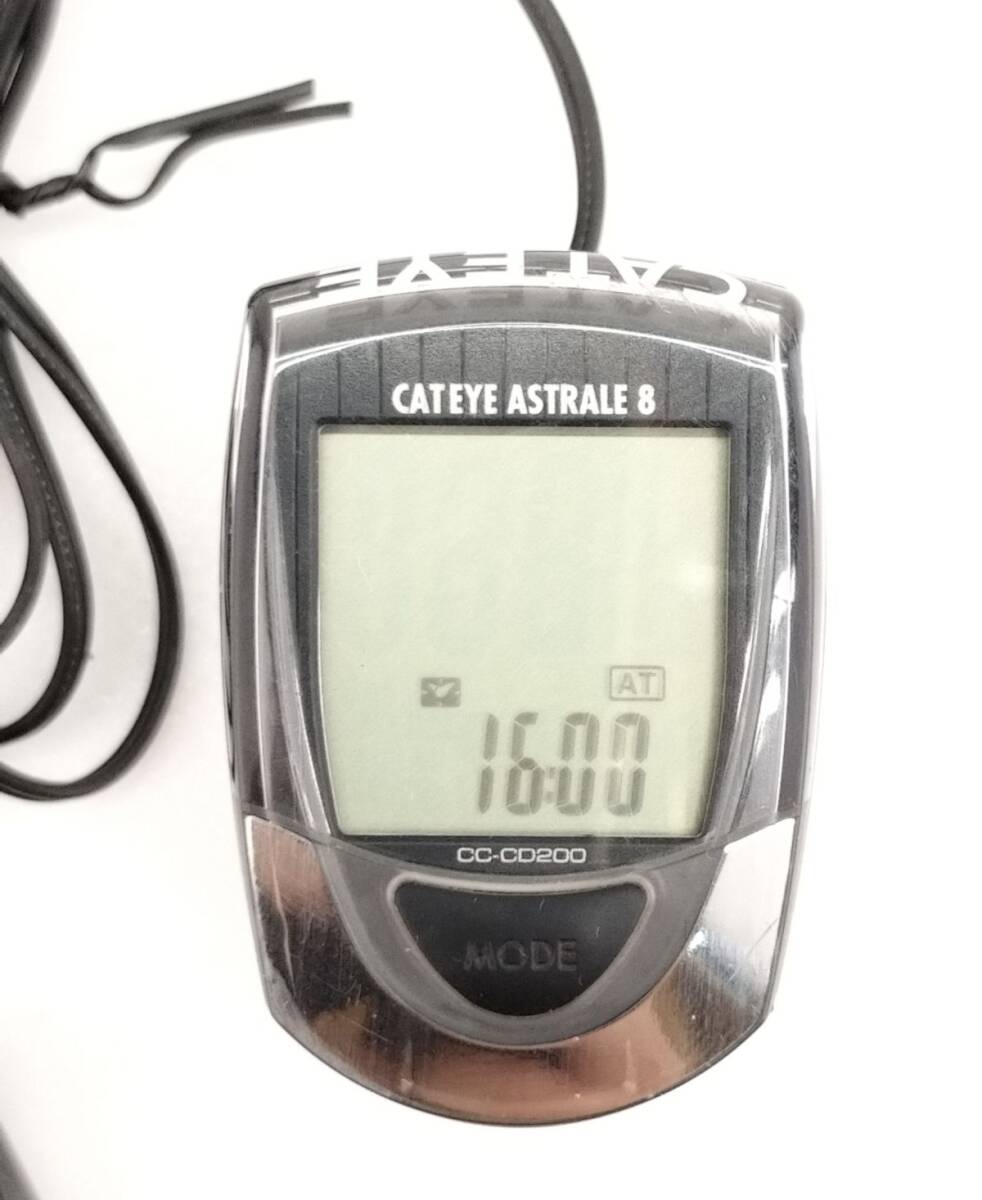 CATEYE
CATEYE ASTRALE 8
AT
16:00
CC-CD200
MODE